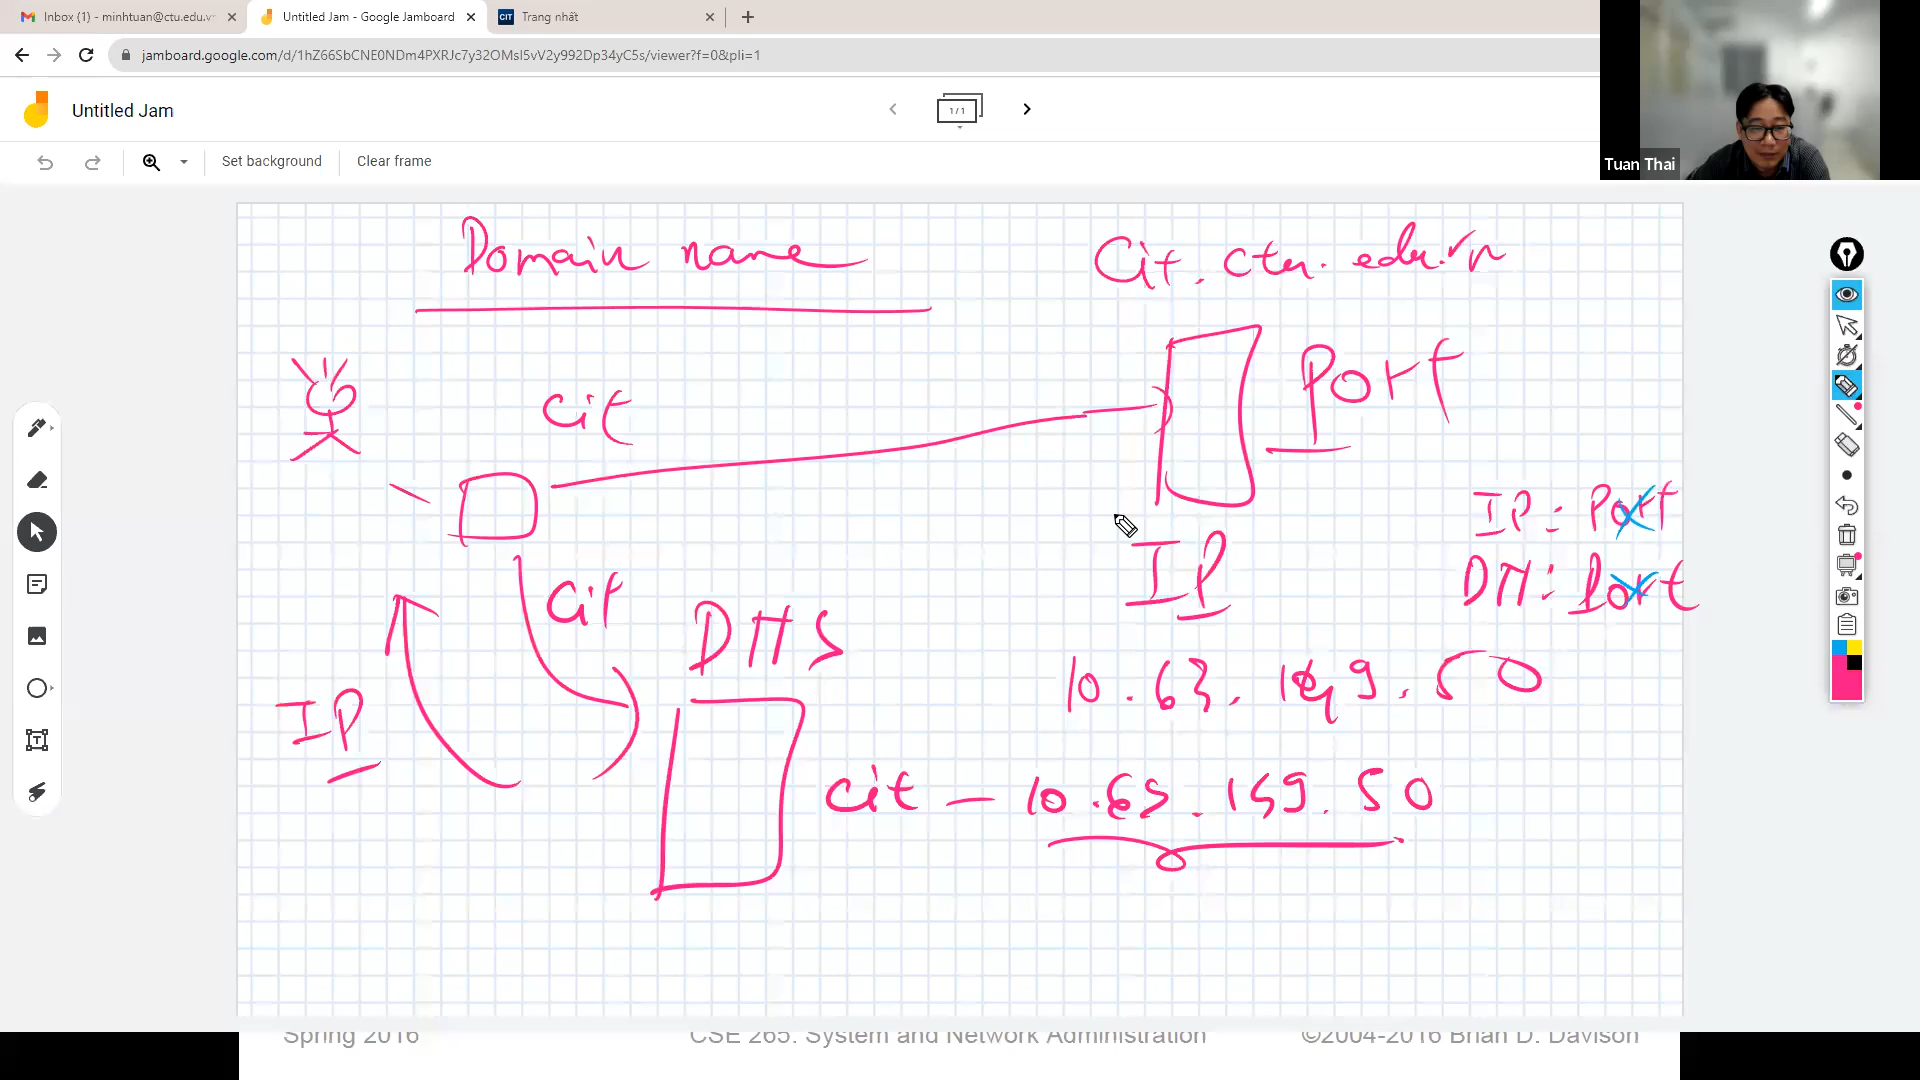 Inbox (1) - minhtuan@ctu.edu.v
Untitled Jam - Google Jamboard
CIT Trang nhất
jamboard.google.com/d/1hZ66SbCNE0NDm4PXRJc7y32OMsI5vV2y992Dp34yC5s/viewer?f=0&pli=1
Untitled Jam
1 / 1
Tuan Thai
Set background
Clear frame
Domain name
Cit. ctu. edu.vn
cit
Port
IP: Port
DN: Port
cit
IP
DNS
IP
10.63.159.50
cit — 10.63.159.50
Spring 2016
CSE 265: System and Network Administration
©2004-2016 Brian D. Davison